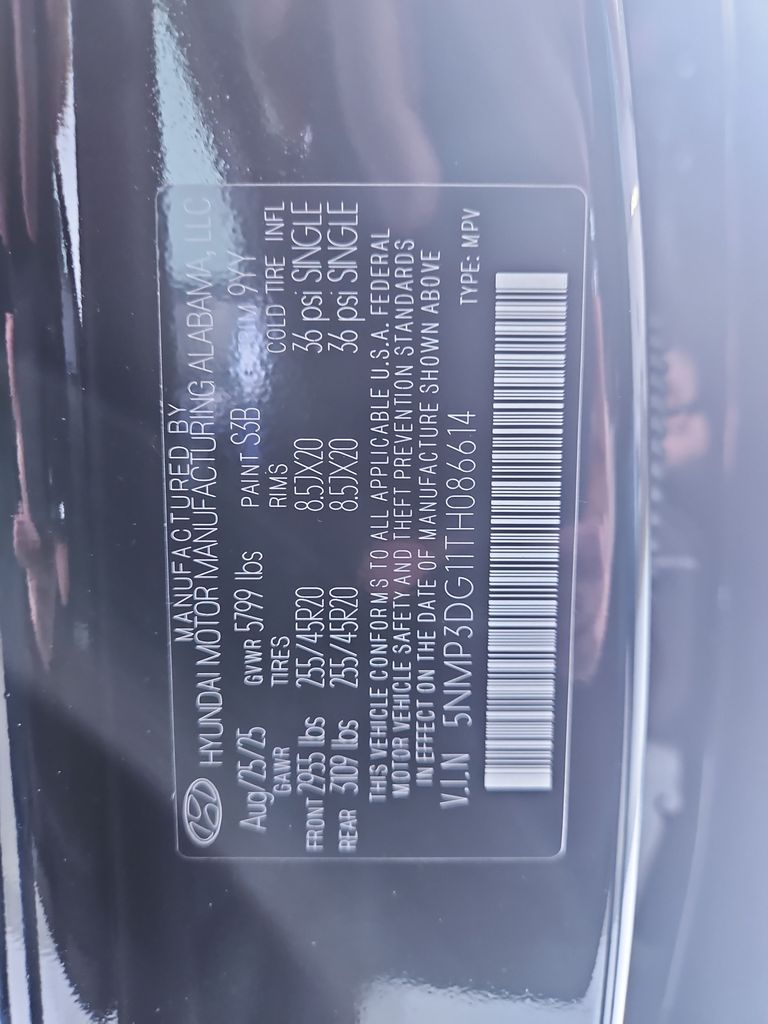 MANUFACTURED BY
HYUNDAI MOTOR MANUFACTURING ALABAMA, LLC
Aug/25/25 GVWR 5799 lbs PAINT S3B TRIM 9YY
GAWR TIRES RIMS COLD TIRE INFL
FRONT 2955 lbs 255/45R20 8.5JX20 36 psi SINGLE
REAR 3109 lbs 255/45R20 8.5JX20 36 psi SINGLE
THIS VEHICLE CONFORMS TO ALL APPLICABLE U.S.A. FEDERAL
MOTOR VEHICLE SAFETY AND THEFT PREVENTION STANDARDS
IN EFFECT ON THE DATE OF MANUFACTURE SHOWN ABOVE
V.I.N 5NMP3DG11TH086614 TYPE: MPV